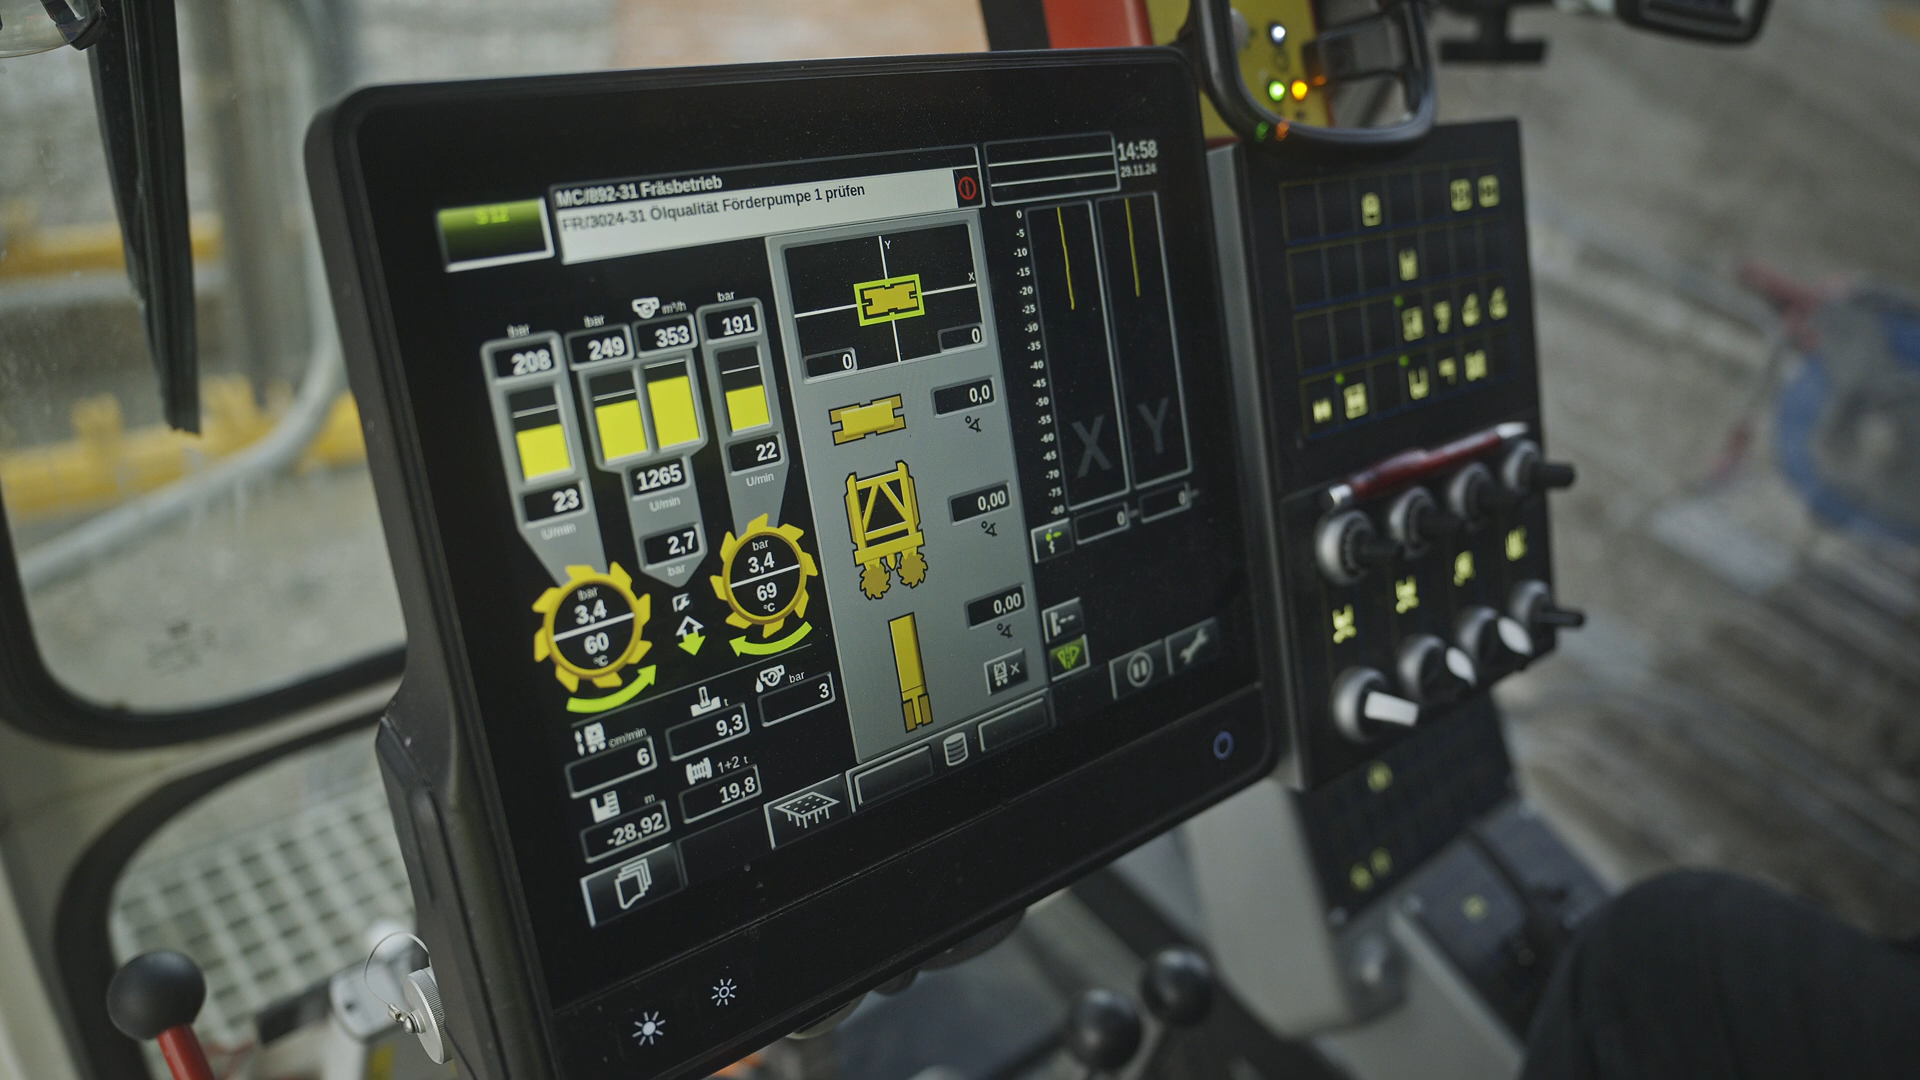 MC/892-31 Fräsbetrieb
FR/3024-31 Ölqualität Förderpumpe 1 prüfen
14:58
29.11.24
bar
208
23
U/min
bar
249
m³/h
353
1265
U/min
2,7
bar
bar
191
22
U/min
bar
3,4
60
°C
bar
3,4
69
°C
cm/min
6
t
9,3
bar
3
m
-28,92
1+2 t
19,8
Y
X
0
0
0,0
0,00
0,00
X
0
-5
-10
-15
-20
-25
-30
-35
-40
-45
-50
-55
-60
-65
-70
-75
-80
X
Y
0
0